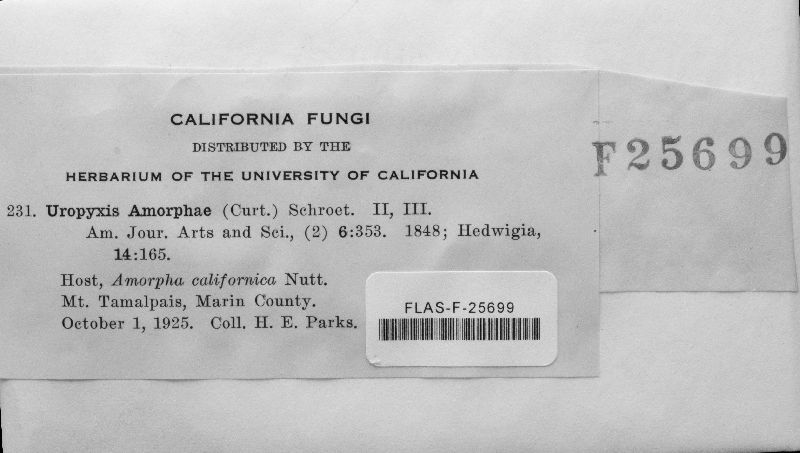 CALIFORNIA FUNGI
DISTRIBUTED BY THE
HERBARIUM OF THE UNIVERSITY OF CALIFORNIA
231. Uropyxis Amorphae (Curt.) Schroet. II, III.
Am. Jour. Arts and Sci., (2) 6:353. 1848; Hedwigia,
14:165.
Host, Amorpha californica Nutt.
Mt. Tamalpais, Marin County.
October 1, 1925. Coll. H. E. Parks.
FLAS-F-25699
F25699